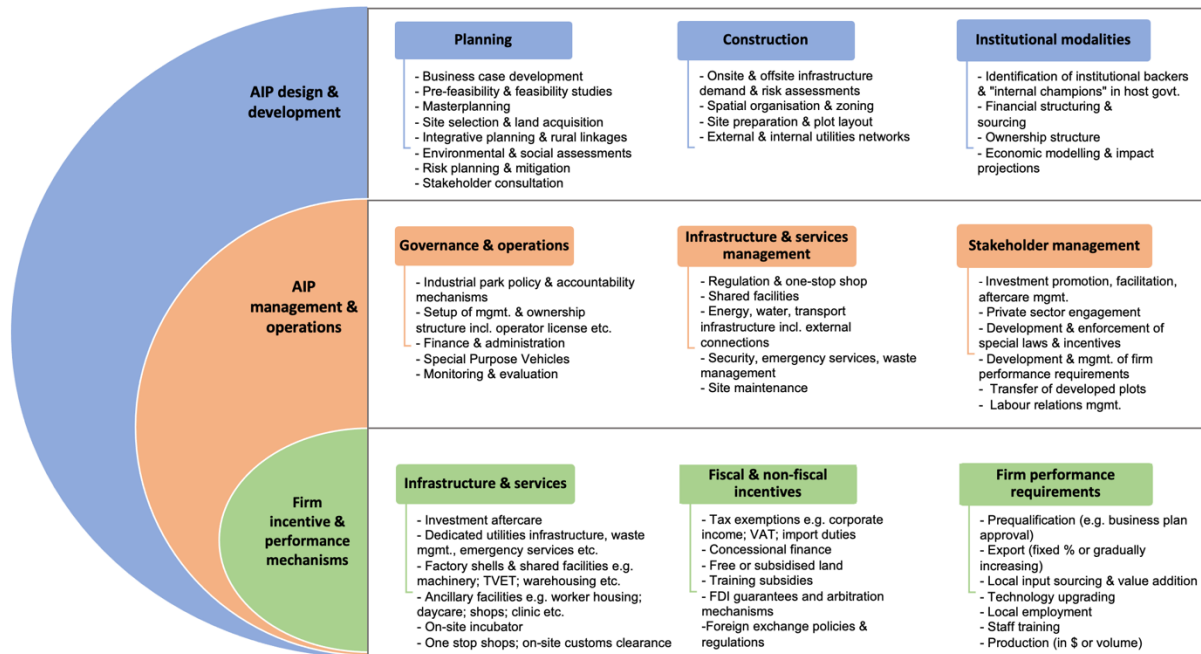 AIP design &
development
Planning
- Business case development
- Pre-feasibility & feasibility studies
- Masterplanning
- Site selection & land acquisition
- Integrative planning & rural linkages
- Environmental & social assessments
- Risk planning & mitigation
- Stakeholder consultation
Construction
- Onsite & offsite infrastructure
demand & risk assessments
- Spatial organisation & zoning
- Site preparation & plot layout
- External & internal utilities networks
Institutional modalities
- Identification of institutional backers
& "internal champions" in host govt.
- Financial structuring &
sourcing
- Ownership structure
- Economic modelling & impact
projections
AIP
management &
operations
Governance & operations
- Industrial park policy & accountability
mechanisms
- Setup of mgmt. & ownership
structure incl. operator license etc.
- Finance & administration
- Special Purpose Vehicles
- Monitoring & evaluation
Infrastructure & services
management
- Regulation & one-stop shop
- Shared facilities
- Energy, water, transport
infrastructure incl. external
connections
- Security, emergency services, waste
management
- Site maintenance
Stakeholder management
- Investment promotion, facilitation,
aftercare mgmt.
- Private sector engagement
- Development & enforcement of
special laws & incentives
- Development & mgmt. of firm
performance requirements
- Transfer of developed plots
- Labour relations mgmt.
Firm
incentive &
performance
mechanisms
Infrastructure & services
- Investment aftercare
- Dedicated utilities infrastructure, waste
mgmt., emergency services etc.
- Factory shells & shared facilities e.g.
machinery; TVET; warehousing etc.
- Ancillary facilities e.g. worker housing;
daycare; shops; clinic etc.
- On-site incubator
- One stop shops; on-site customs clearance
Fiscal & non-fiscal
incentives
- Tax exemptions e.g. corporate
income; VAT; import duties
- Concessional finance
- Free or subsidised land
- Training subsidies
- FDI guarantees and arbitration
mechanisms
-Foreign exchange policies &
regulations
Firm performance
requirements
- Prequalification (e.g. business plan
approval)
- Export (fixed % or gradually
increasing)
- Local input sourcing & value addition
- Technology upgrading
- Local employment
- Staff training
- Production (in $ or volume)